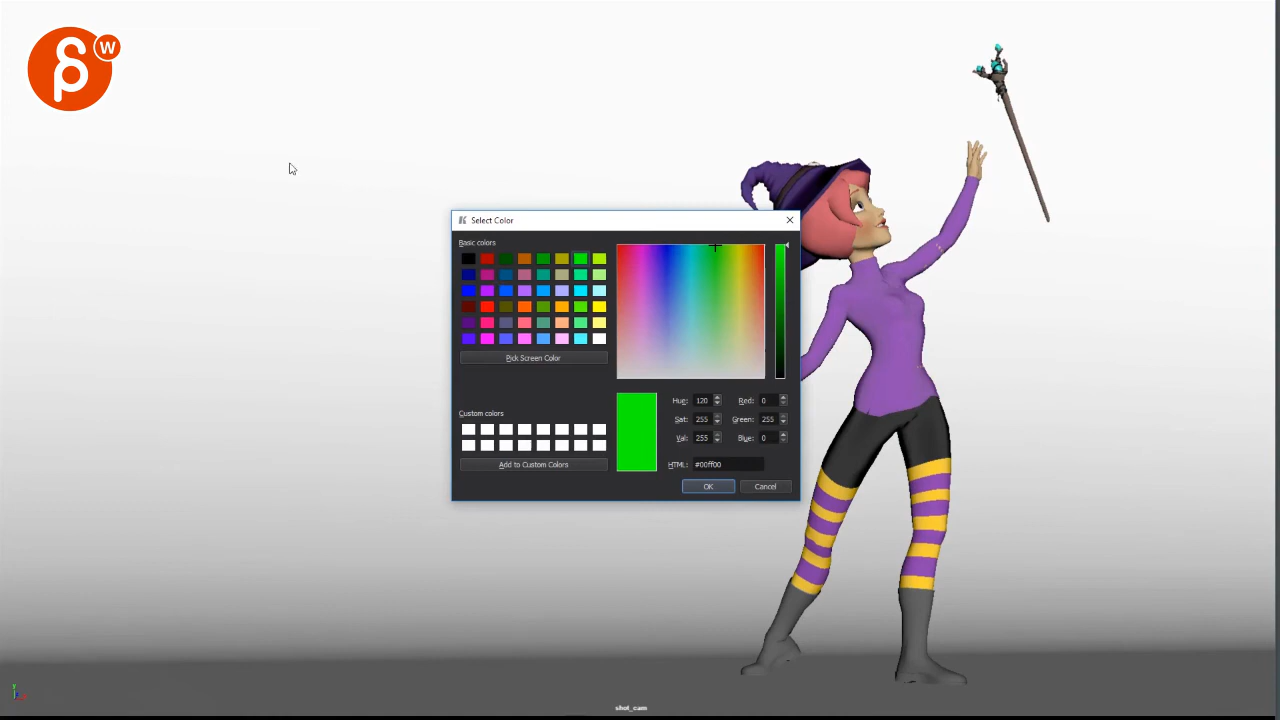 W
Select Color
Basic colors
Pick Screen Color
Custom colors
Add to Custom Colors
Hue: 120 Red: 0
Sat: 255 Green: 255
Val: 255 Blue: 0
HTML: #00ff00
OK Cancel
shot_cam